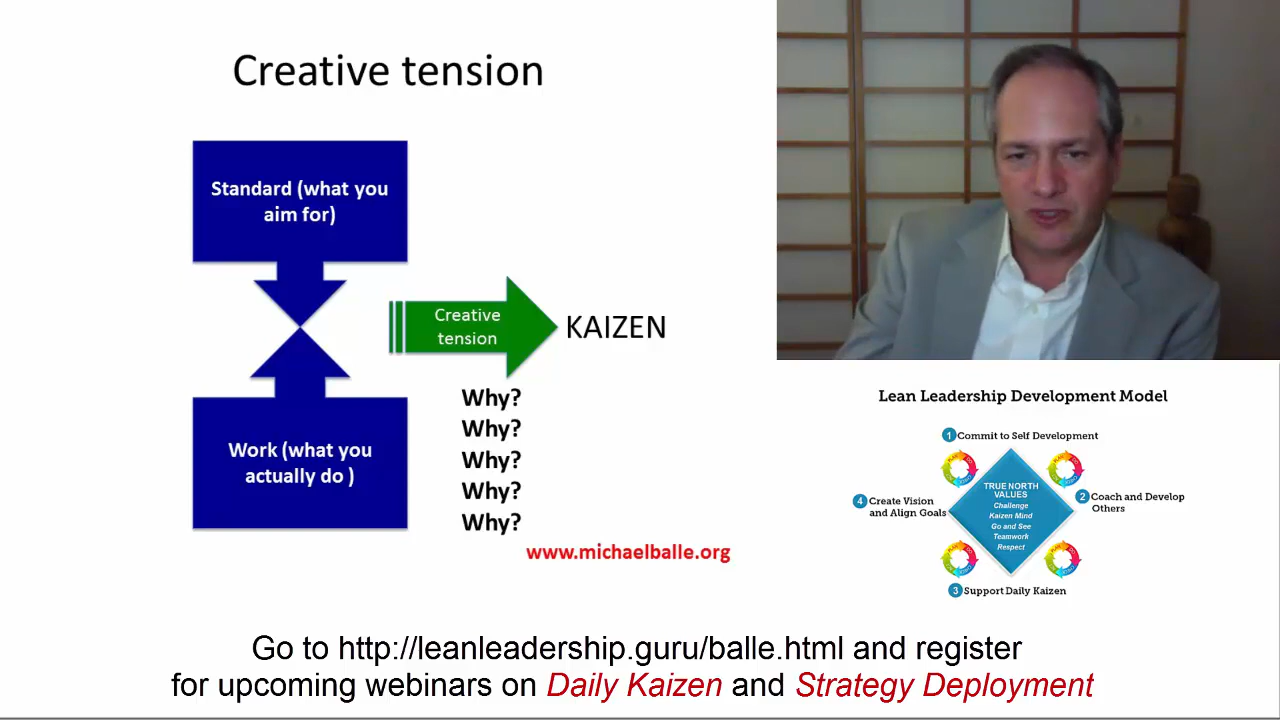 Creative tension
Standard (what you
aim for)
Creative
tension
KAIZEN
Work (what you
actually do )
Why?
Why?
Why?
Why?
Why?
www.michaelballe.org
Lean Leadership Development Model
1 Commit to Self Development
TRUE NORTH
VALUES
Challenge
Kaizen Mind
Go and See
Teamwork
Respect
2 Coach and Develop
Others
4 Create Vision
and Align Goals
3 Support Daily Kaizen
Go to http://leanleadership.guru/balle.html and register
for upcoming webinars on Daily Kaizen and Strategy Deployment